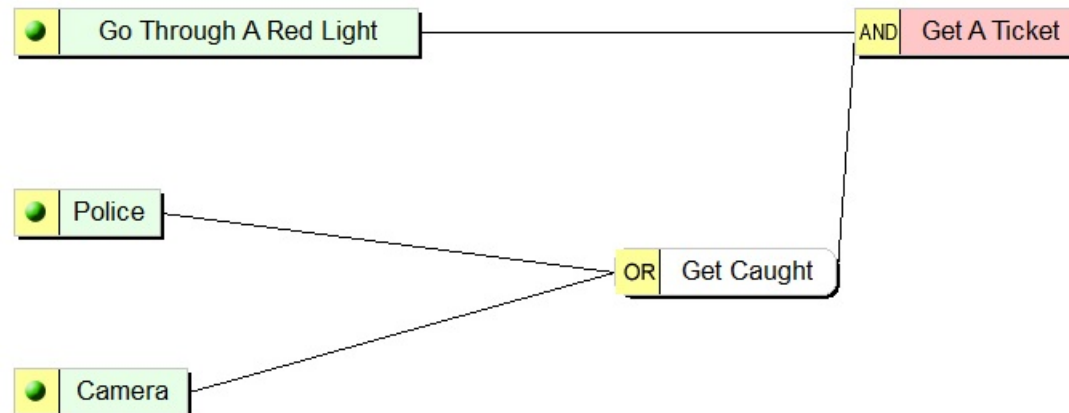 Go Through A Red Light
AND Get A Ticket
Police
OR Get Caught
Camera